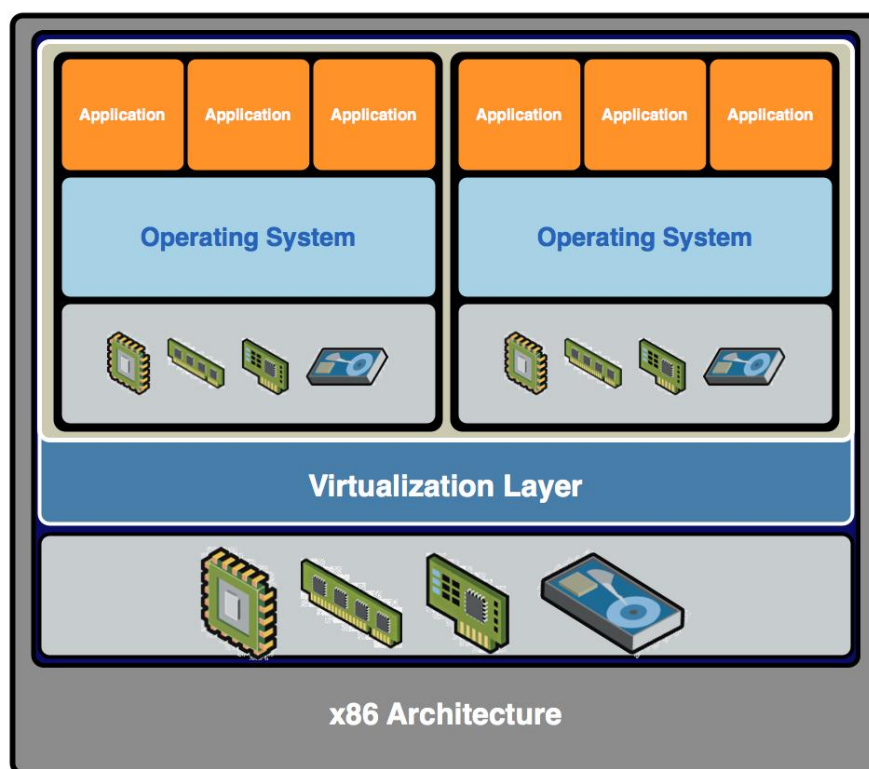 Application Application Application Application Application Application
Operating System Operating System
Virtualization Layer
x86 Architecture